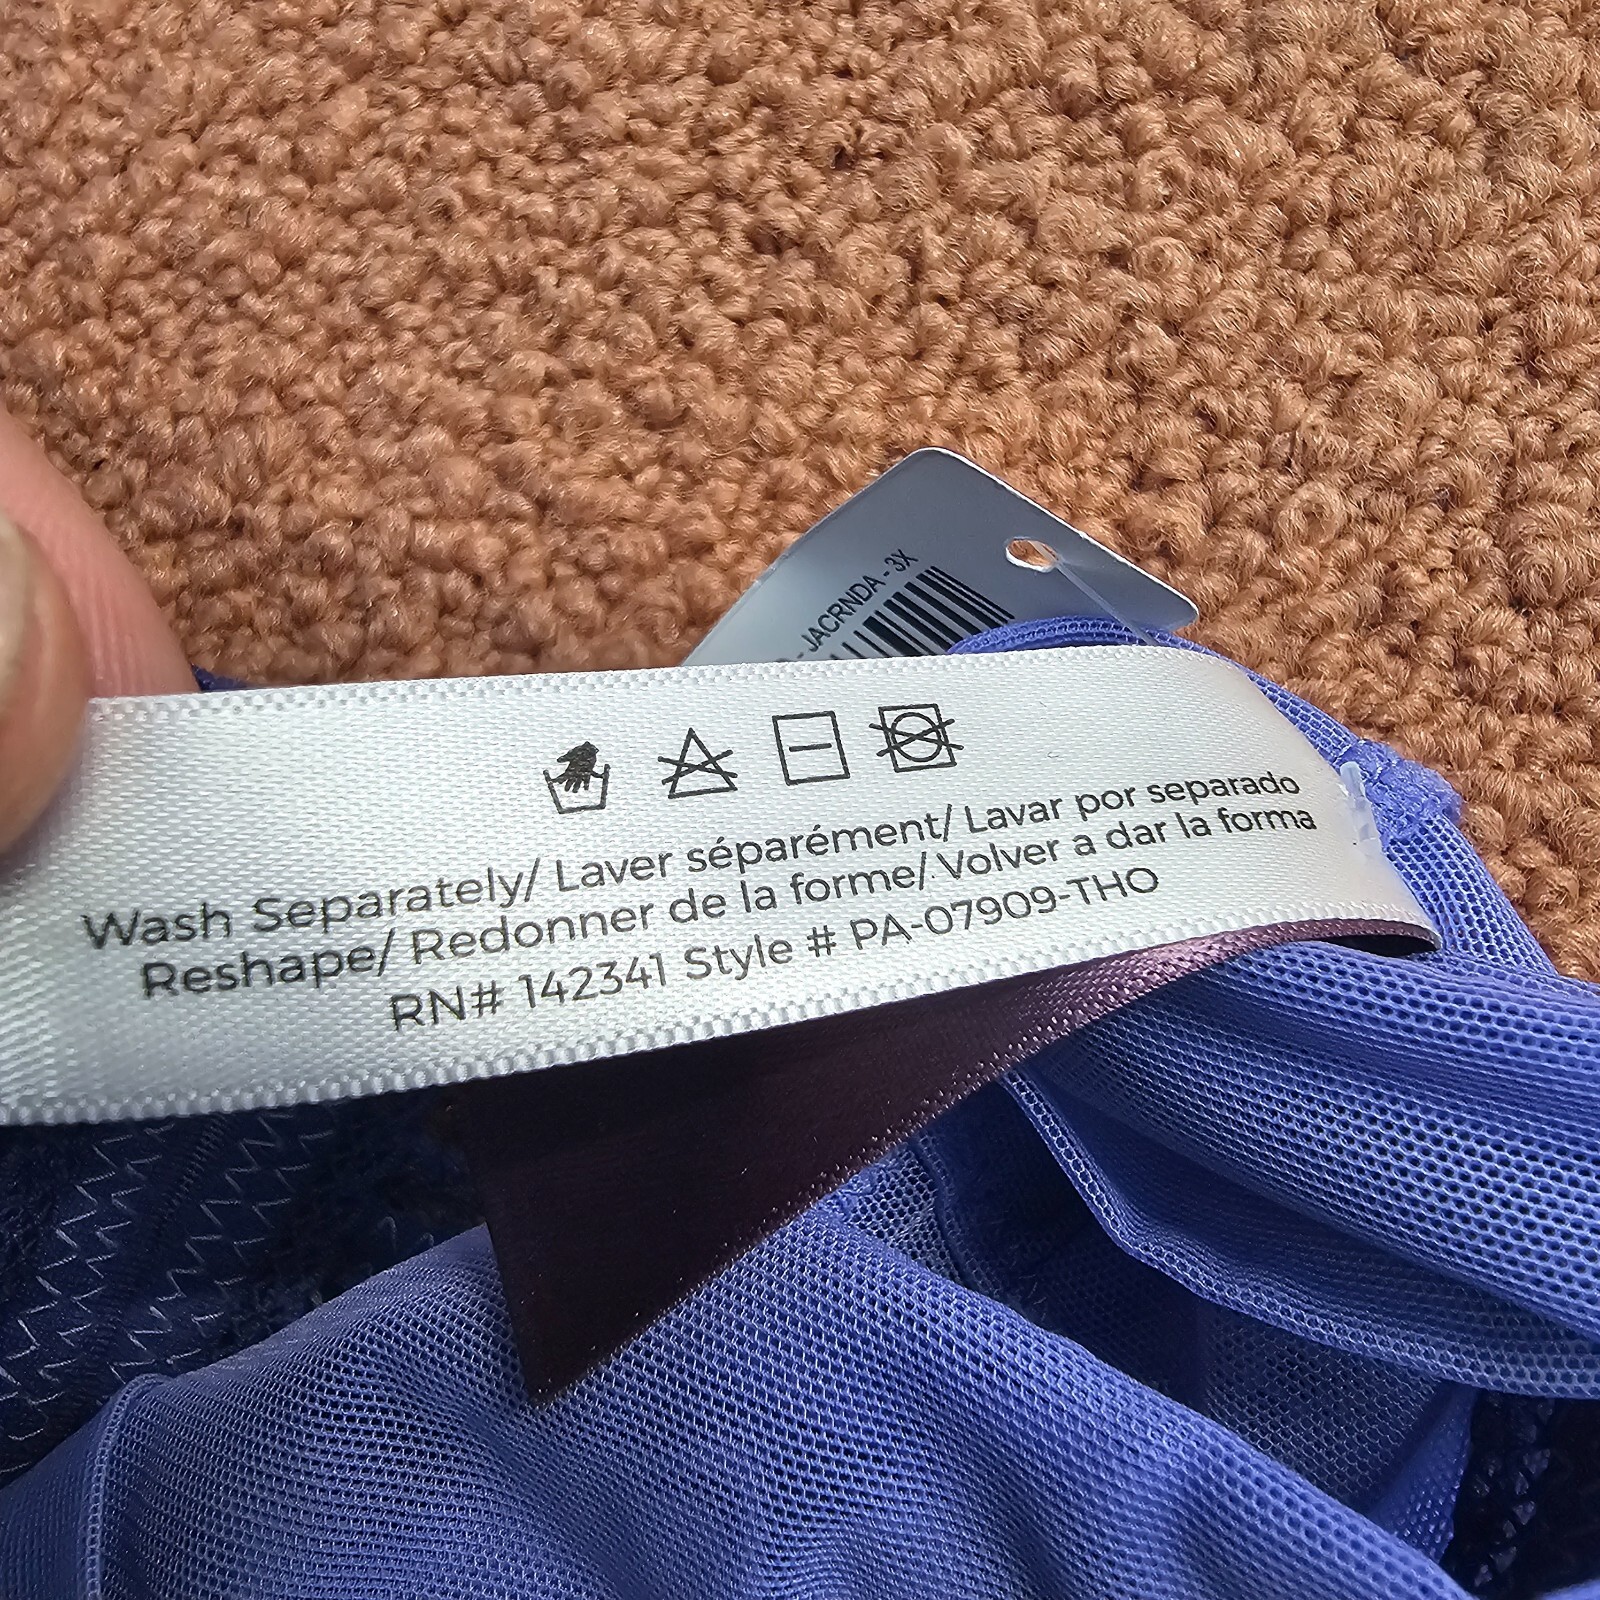 - JACRNDA - 3X
Wash Separately/ Laver séparément/ Lavar por separado
Reshape/ Redonner de la forme/ Volver a dar la forma
RN# 142341 Style # PA-07909-THO